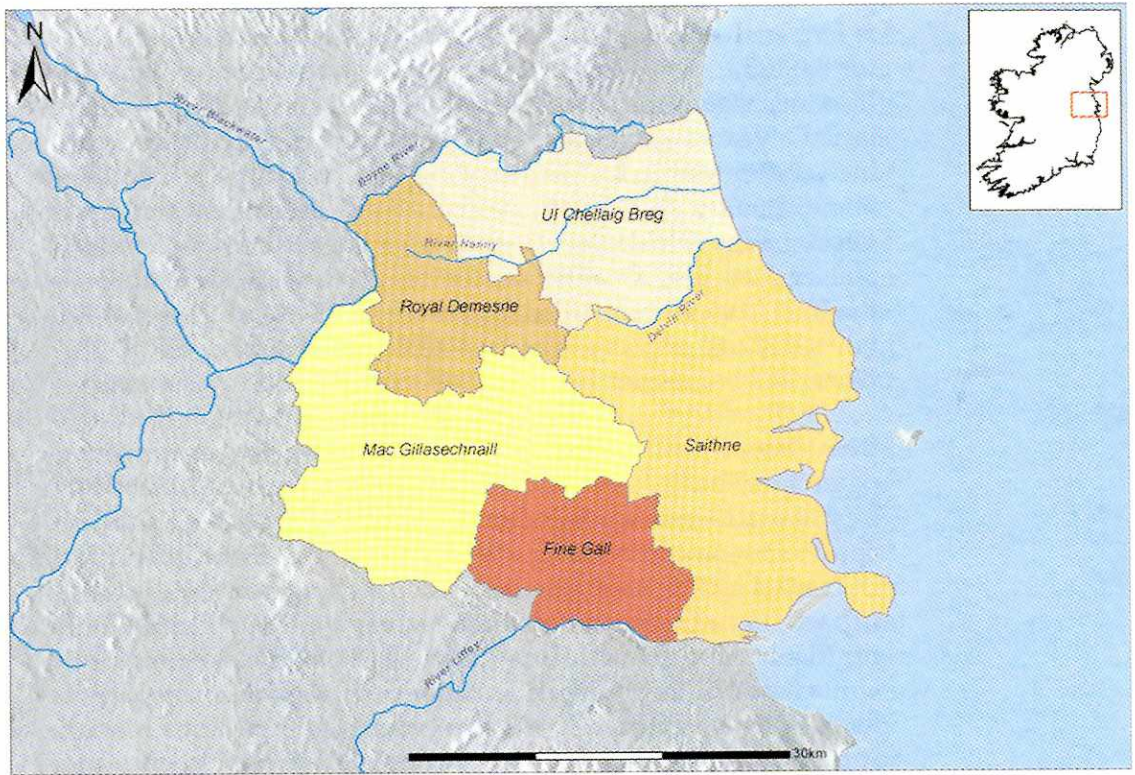 N
River Blackwater
Boyne River
Uí Chellaig Breg
River Nanny
Royal Demesne
Delvin River
Mac Gillasechnaill
Saithne
Fine Gall
River Liffey
30km